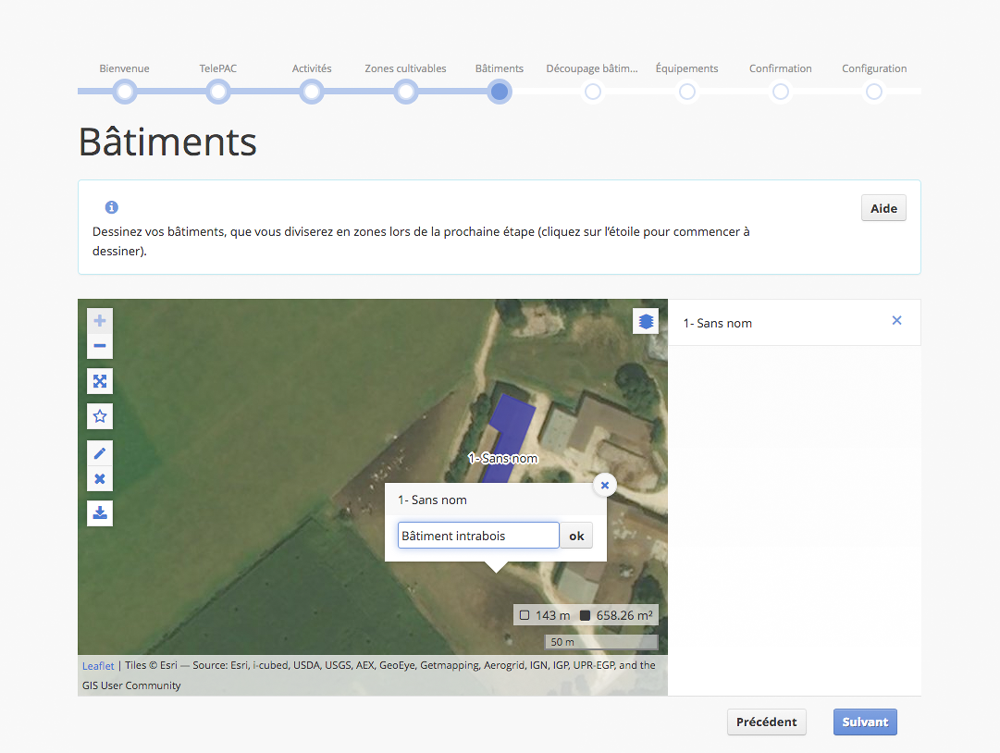 Bienvenue
TelePAC
Activités
Zones cultivables
Bâtiments
Découpage bâtim...
Équipements
Confirmation
Configuration
Bâtiments
Aide
Dessinez vos bâtiments, que vous diviserez en zones lors de la prochaine étape (cliquez sur l’étoile pour commencer à
dessiner).
1- Sans nom
1- Sans nom
1- Sans nom
Bâtiment intrabois
ok
143 m 658.26 m²
50 m
Leaflet | Tiles © Esri — Source: Esri, i-cubed, USDA, USGS, AEX, GeoEye, Getmapping, Aerogrid, IGN, IGP, UPR-EGP, and the
GIS User Community
Précédent
Suivant